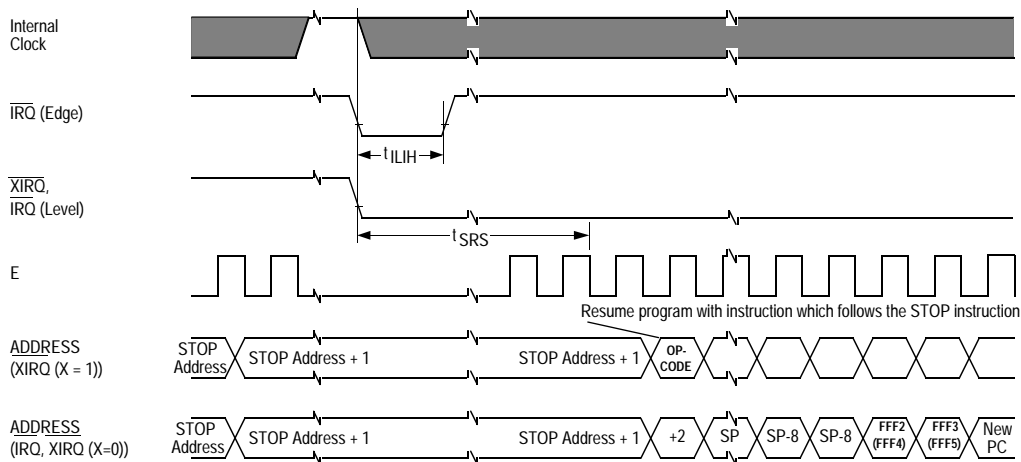 Internal
Clock
IRQ (Edge)
tILIH
XIRQ,
IRQ (Level)
tSRS
E
Resume program with instruction which follows the STOP instruction
ADDRESS
(XIRQ (X = 1))
STOP
Address
STOP Address + 1
STOP Address + 1
OP-
CODE
ADDRESS
(IRQ, XIRQ (X=0))
STOP
Address
STOP Address + 1
STOP Address + 1
+2
SP
SP-8
SP-8
FFF2
(FFF4)
FFF3
(FFF5)
New
PC